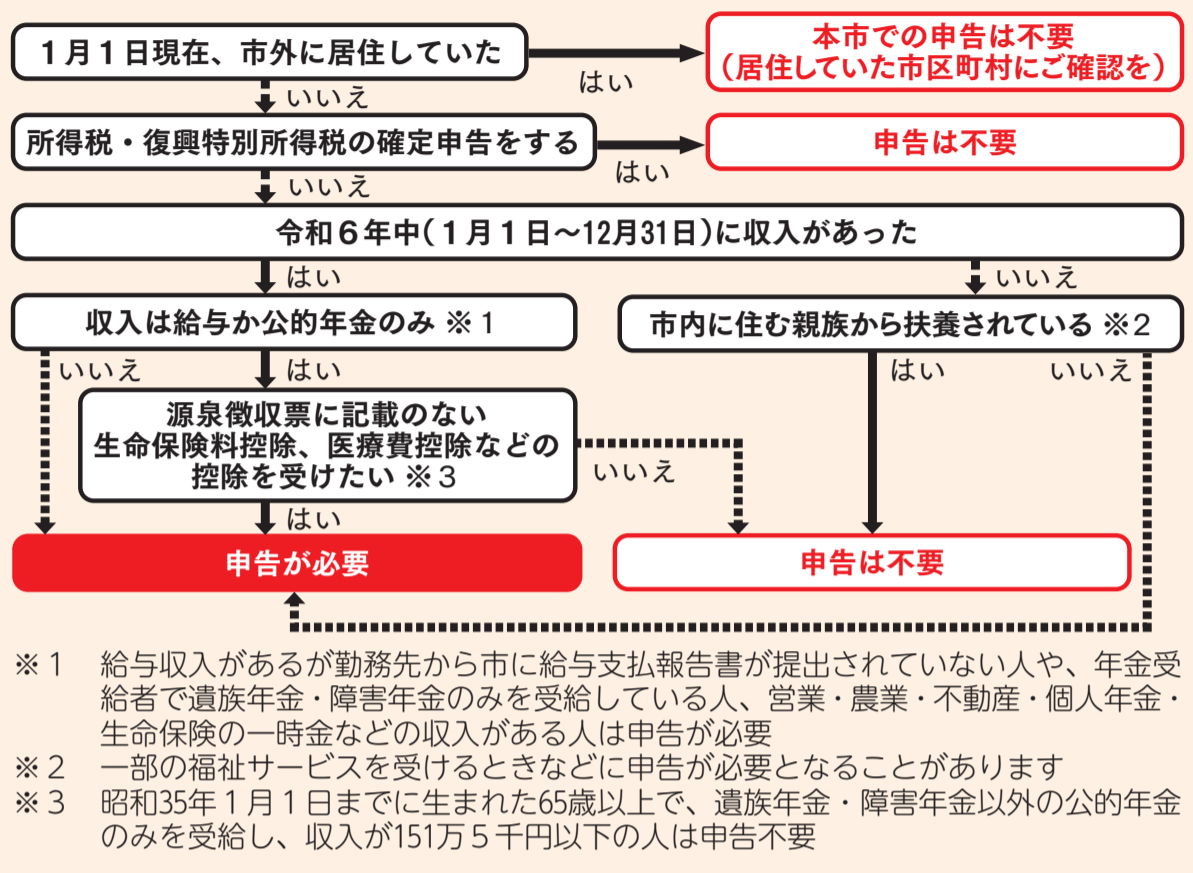 1月1日現在、市外に居住していた
はい
本市での申告は不要
(居住していた市区町村にご確認を)
いいえ
所得税・復興特別所得税の確定申告をする
はい
申告は不要
いいえ
令和6年中(1月1日~12月31日)に収入があった
はい
いいえ
収入は給与か公的年金のみ ※1
市内に住む親族から扶養されている ※2
いいえ
はい
はい
いいえ
源泉徴収票に記載のない
生命保険料控除、医療費控除などの
控除を受けたい ※3
いいえ
はい
申告が必要
申告は不要
※1 給与収入があるが勤務先から市に給与支払報告書が提出されていない人や、年金受
給者で遺族年金・障害年金のみを受給している人、営業・農業・不動産・個人年金・
生命保険の一時金などの収入がある人は申告が必要
※2 一部の福祉サービスを受けるときなどに申告が必要となることがあります
※3 昭和35年1月1日までに生まれた65歳以上で、遺族年金・障害年金以外の公的年金
のみを受給し、収入が151万5千円以下の人は申告不要